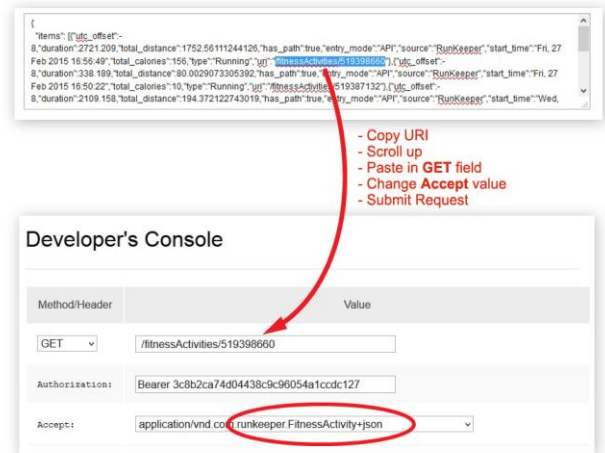 {
"items": [{"utc_offset":-
8,"duration":2721.209,"total_distance":1752.56111244126,"has_path":true,"entry_mode":"API","source":"RunKeeper","start_time":"Fri, 27
Feb 2015 16:56:49","total_calories":156,"type":"Running","uri":"/fitnessActivities/519398660"},{"utc_offset":-
8,"duration":338.189,"total_distance":80.0029073305392,"has_path":true,"entry_mode":"API","source":"RunKeeper","start_time":"Fri, 27
Feb 2015 16:50:22","total_calories":10,"type":"Running","uri":"/fitnessActivities/519387132"},{"utc_offset":-
8,"duration":2109.158,"total_distance":194.372122743019,"has_path":true,"entry_mode":"API","source":"RunKeeper","start_time":"Wed,
- Copy URI
- Scroll up
- Paste in GET field
- Change Accept value
- Submit Request
Developer's Console
Method/Header Value
GET /fitnessActivities/519398660
Authorization: Bearer 3c8b2ca74d04438c9c96054a1ccdc127
Accept: application/vnd.com.runkeeper.FitnessActivity+json